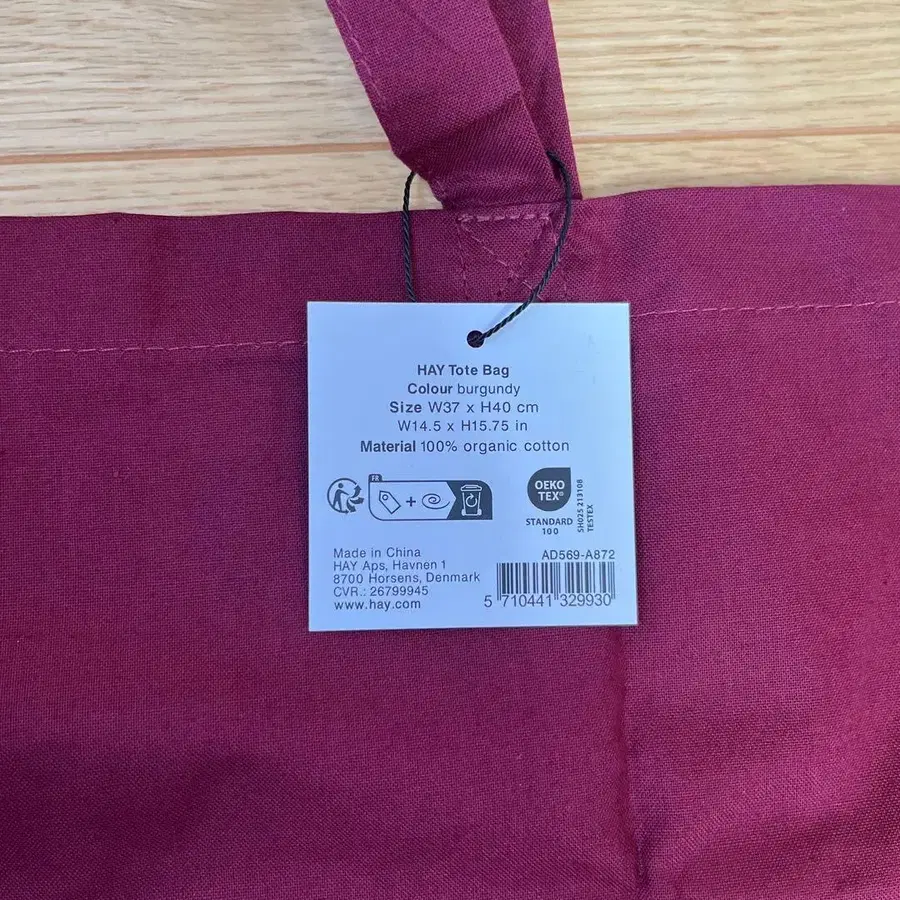 HAY Tote Bag
Colour burgundy
Size W37 x H40 cm
W14.5 x H15.75 in
Material 100% organic cotton
FR
+
OEKO
TEX®
STANDARD
100
SH025 213108
TESTEX
Made in China
HAY Aps, Havnen 1
8700 Horsens, Denmark
CVR.: 26799945
www.hay.com
AD569-A872
5 710441 329930